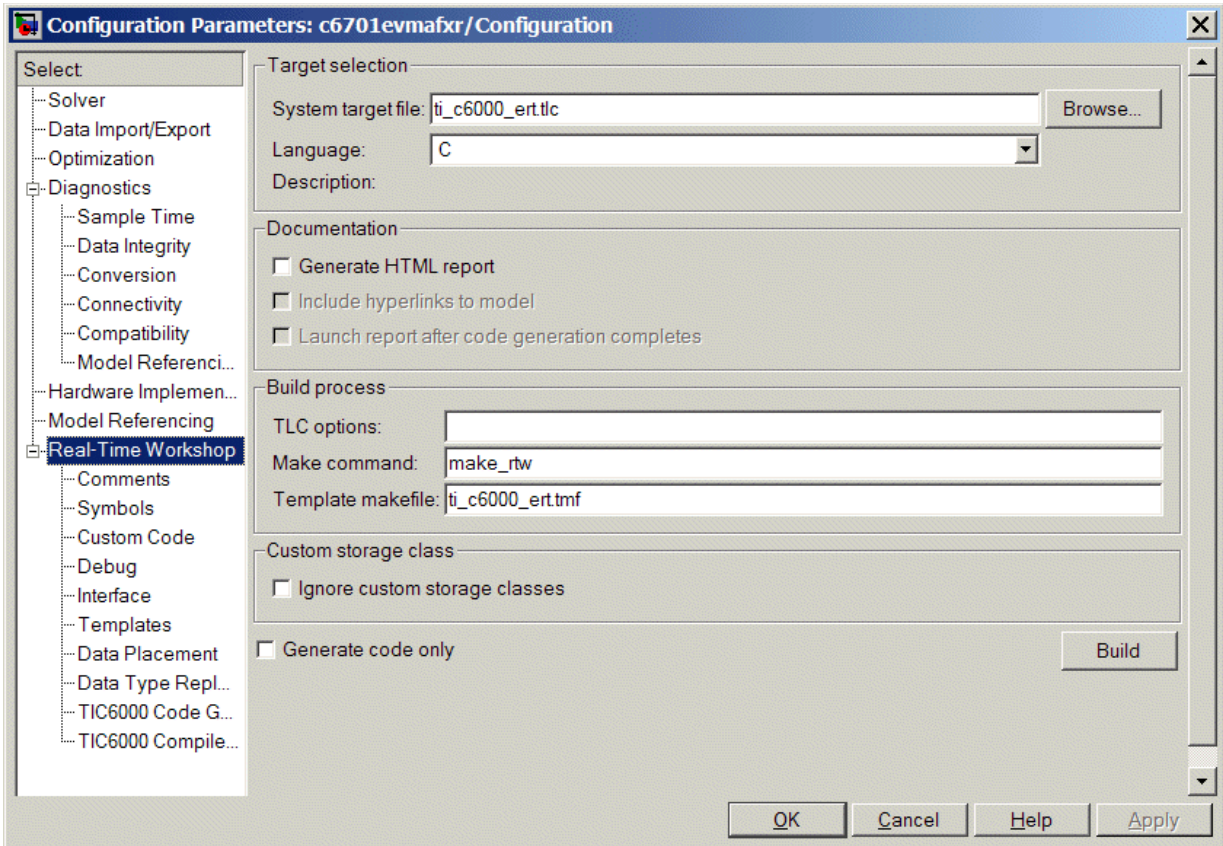 Configuration Parameters: c6701evmafxr/Configuration
Select:
Solver
Data Import/Export
Optimization
Diagnostics
Sample Time
Data Integrity
Conversion
Connectivity
Compatibility
Model Referenci...
Hardware Implemen...
Model Referencing
Real-Time Workshop
Comments
Symbols
Custom Code
Debug
Interface
Templates
Data Placement
Data Type Repl...
TIC6000 Code G...
TIC6000 Compile...
Target selection
System target file: ti_c6000_ert.tlc Browse...
Language: C
Description:
Documentation
Generate HTML report
Include hyperlinks to model
Launch report after code generation completes
Build process
TLC options:
Make command: make_rtw
Template makefile: ti_c6000_ert.tmf
Custom storage class
Ignore custom storage classes
Generate code only Build
OK Cancel Help Apply